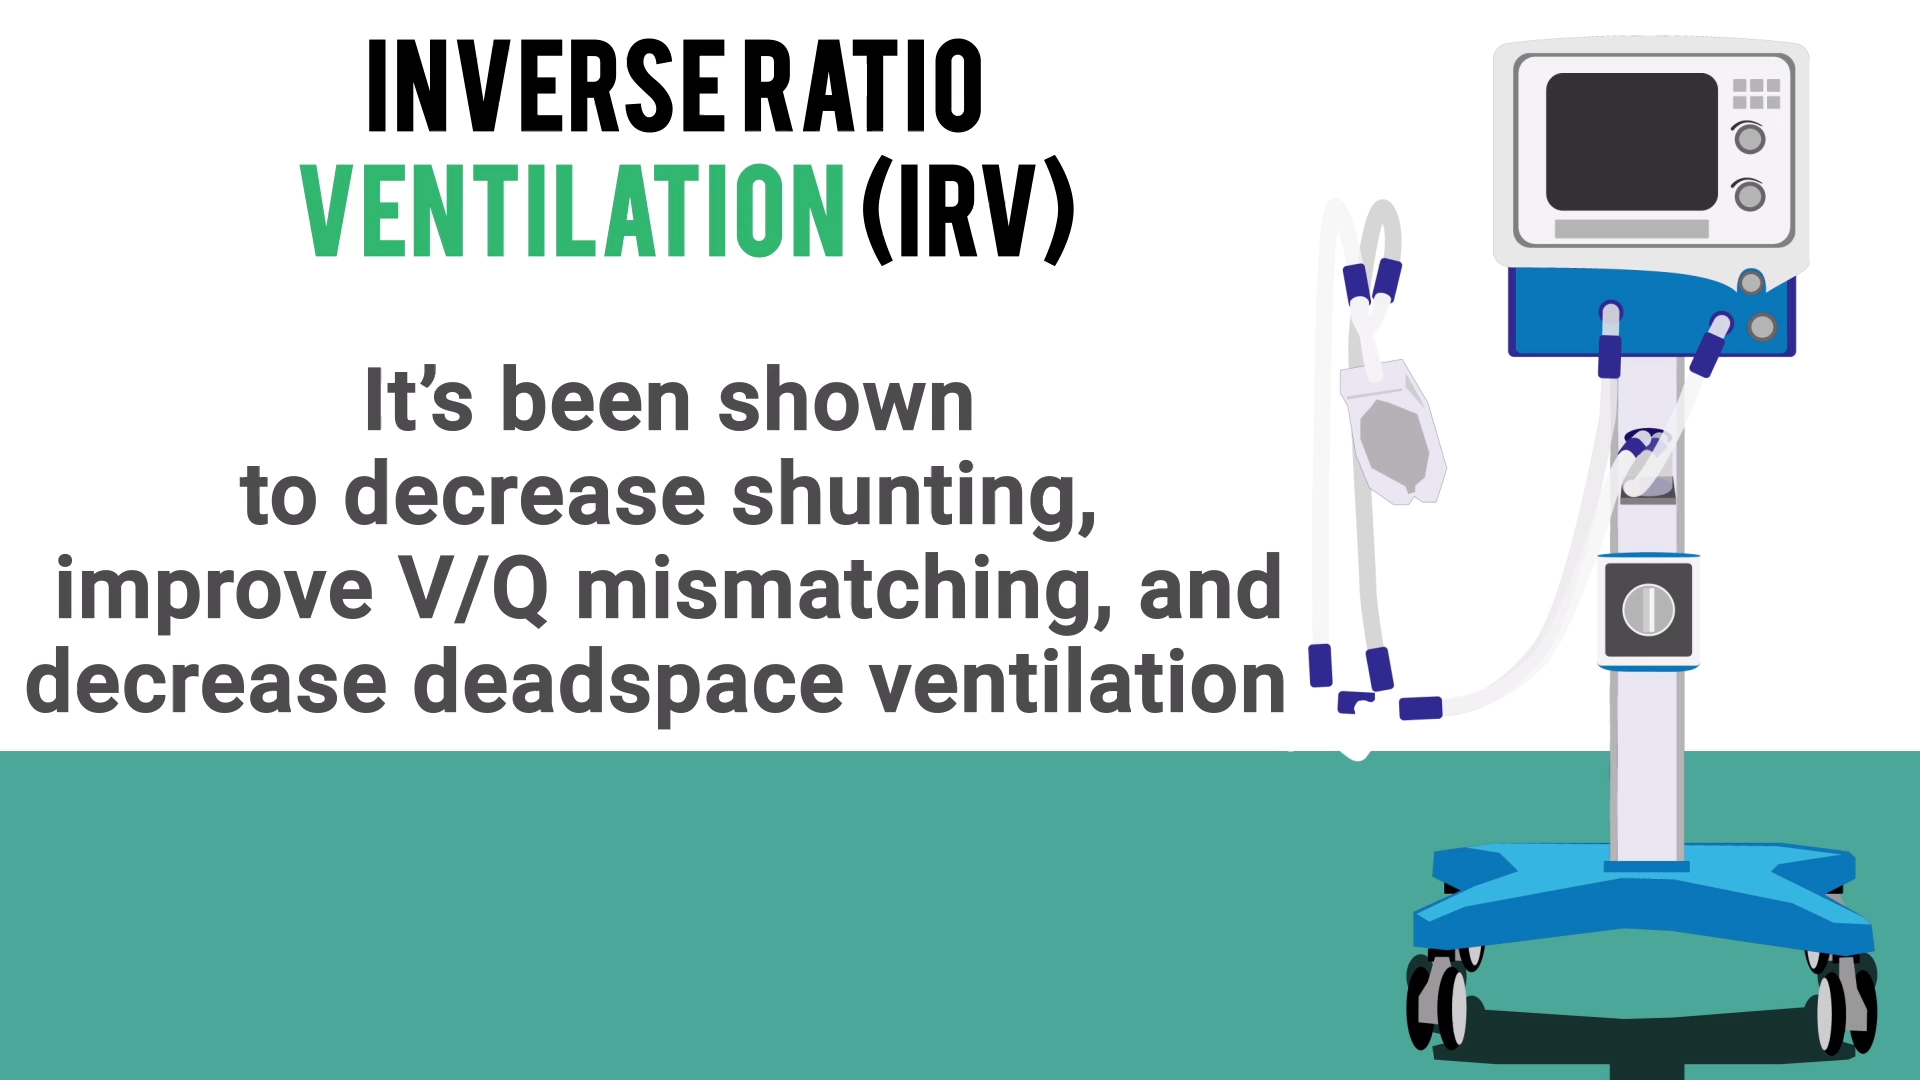 INVERSE RATIO
VENTILATION (IRV)
It’s been shown
to decrease shunting,
improve V/Q mismatching, and
decrease deadspace ventilation